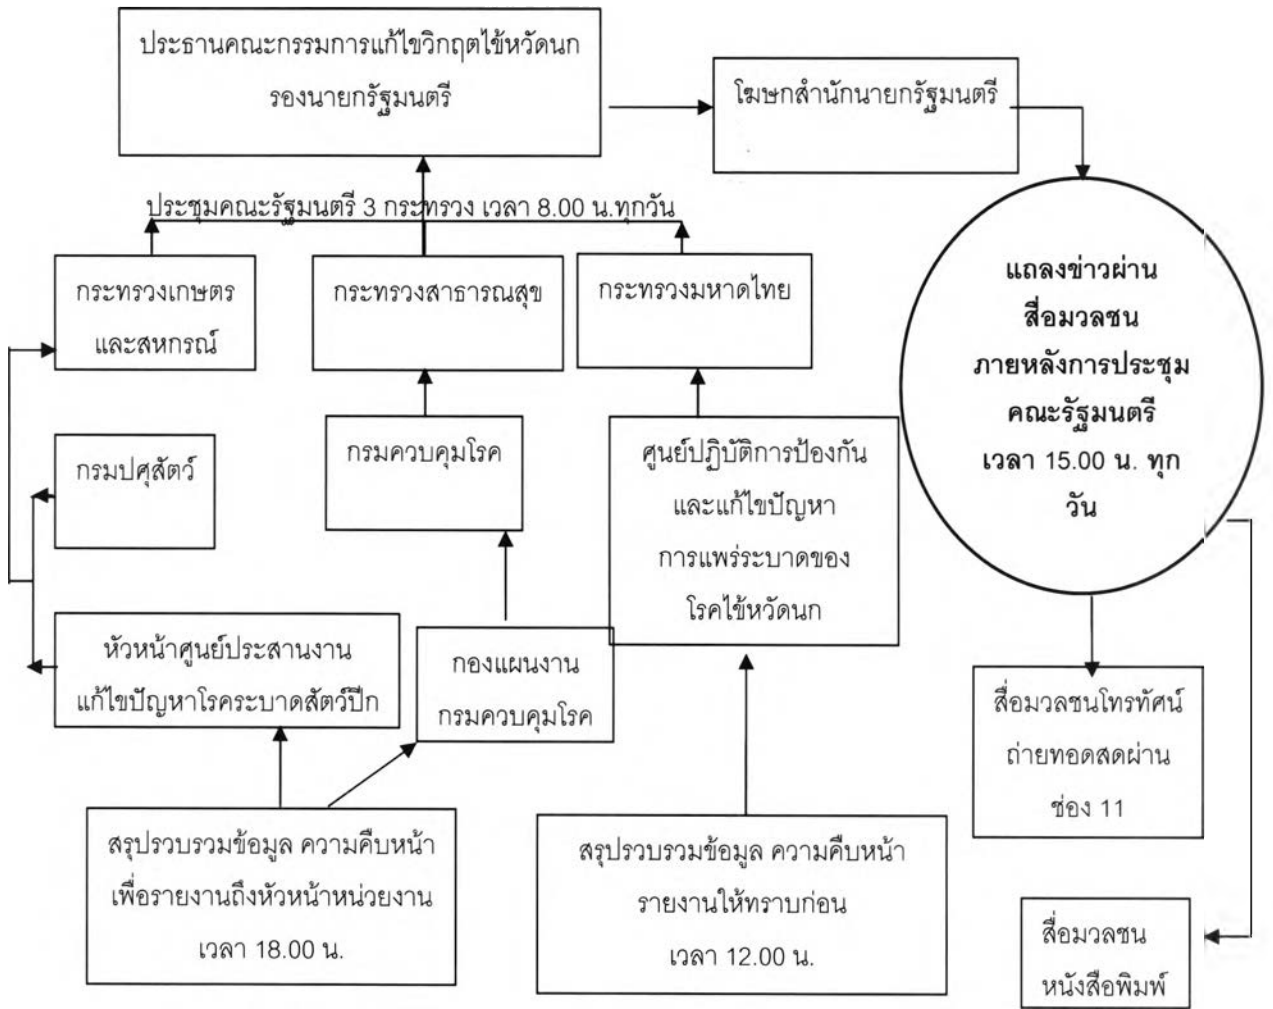 ประธานคณะกรรมการแก้ไขวิกฤตไข้หวัดนก
รองนายกรัฐมนตรี
โฆษกสำนักนายกรัฐมนตรี
ประชุมคณะรัฐมนตรี 3 กระทรวง เวลา 8.00 น.ทุกวัน
กระทรวงเกษตร
และสหกรณ์
กระทรวงสาธารณสุข
กระทรวงมหาดไทย
แถลงข่าวผ่าน
สื่อมวลชน
ภายหลังการประชุม
คณะรัฐมนตรี
เวลา 15.00 น. ทุก
วัน
กรมปศุสัตว์
กรมควบคุมโรค
ศูนย์ปฏิบัติการป้องกัน
และแก้ไขปัญหา
การแพร่ระบาดของ
โรคไข้หวัดนก
หัวหน้าศูนย์ประสานงาน
แก้ไขปัญหาโรคระบาดสัตว์ปีก
กองแผนงาน
กรมควบคุมโรค
สื่อมวลชนโทรทัศน์
ถ่ายทอดสดผ่าน
ช่อง 11
สรุปรวบรวมข้อมูล ความคืบหน้า
เพื่อรายงานถึงหัวหน้าหน่วยงาน
เวลา 18.00 น.
สรุปรวบรวมข้อมูล ความคืบหน้า
รายงานให้ทราบก่อน
เวลา 12.00 น.
สื่อมวลชน
หนังสือพิมพ์